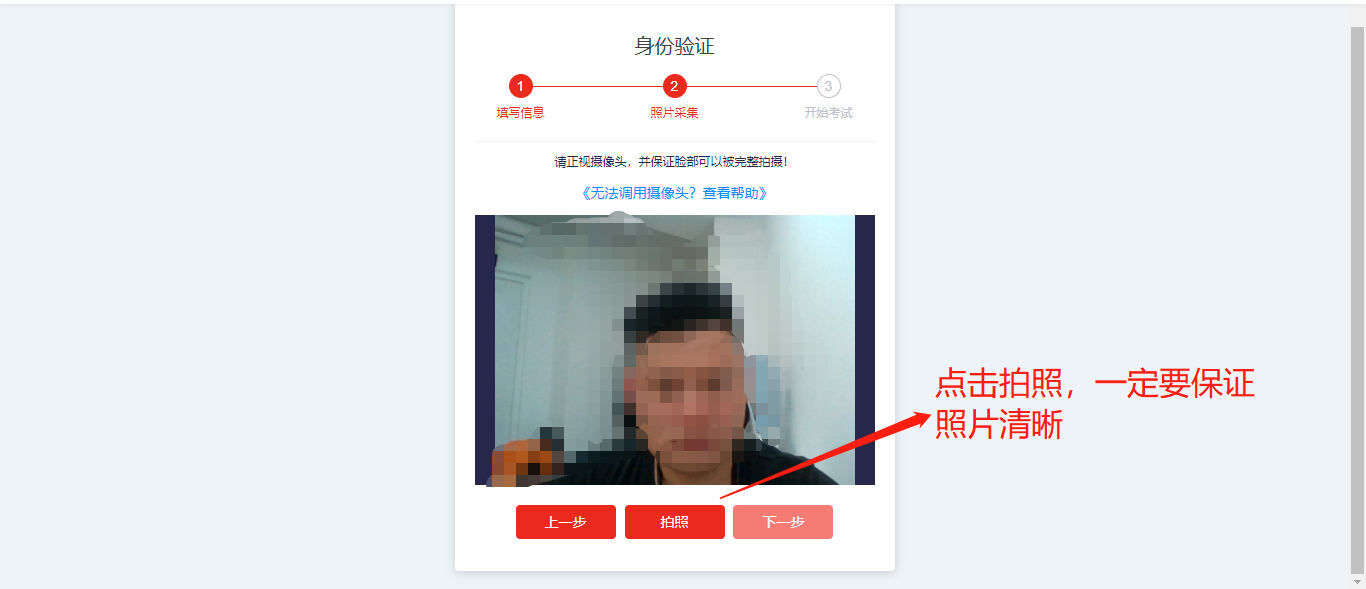 身份验证
1
2
3
填写信息
照片采集
开始考试
请正视摄像头，并保证脸部可以被完整拍摄！
《无法调用摄像头？查看帮助》
点击拍照，一定要保证
照片清晰
上一步
拍照
下一步